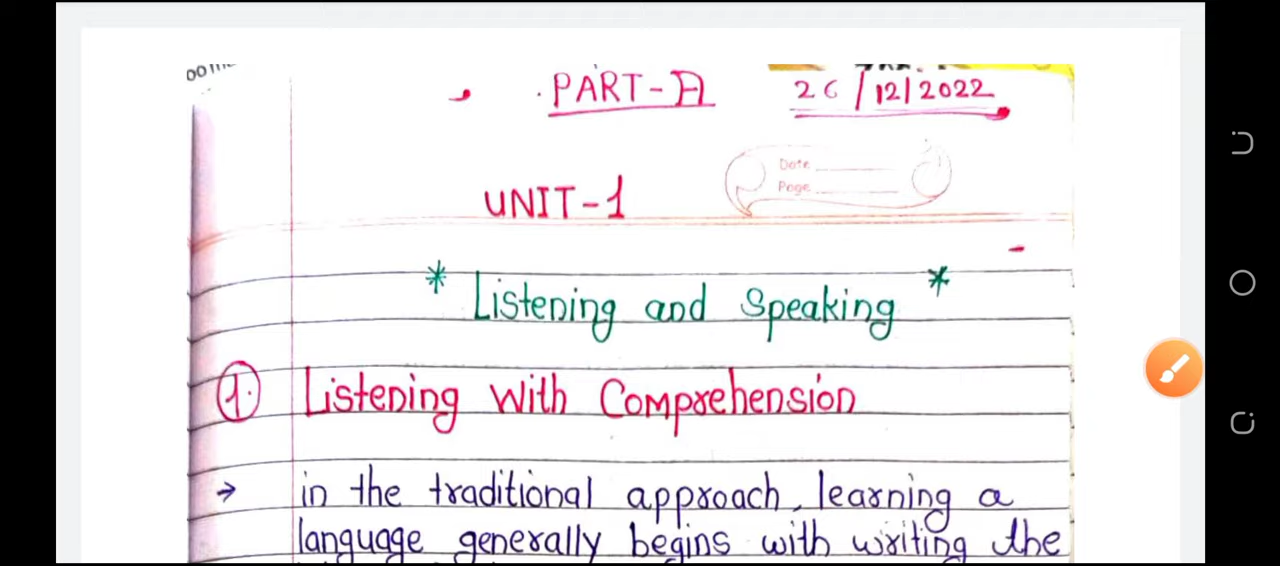 PART-A
26/12/2022
Date
Page
UNIT-1
* Listening and Speaking *
1. Listening with Comprehension
→ in the traditional approach, learning a
language generally begins with writing the